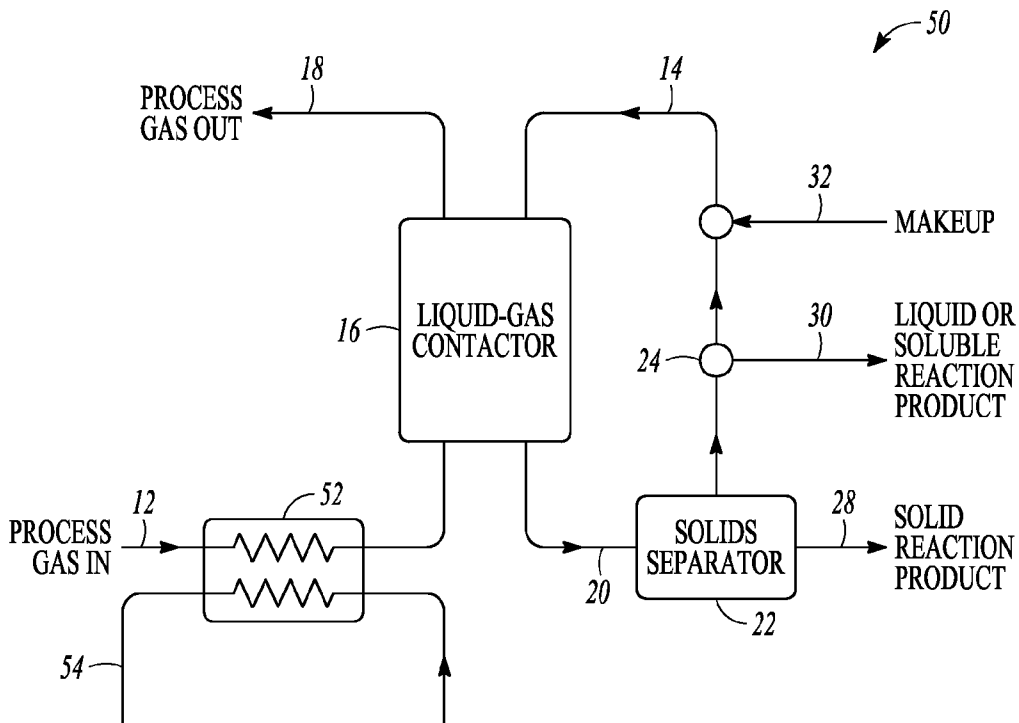 50
18
14
PROCESS
GAS OUT
32
MAKEUP
16
LIQUID-GAS
CONTACTOR
24
30
LIQUID OR
SOLUBLE
REACTION
PRODUCT
12
52
PROCESS
GAS IN
20
SOLIDS
SEPARATOR
22
28
SOLID
REACTION
PRODUCT
54